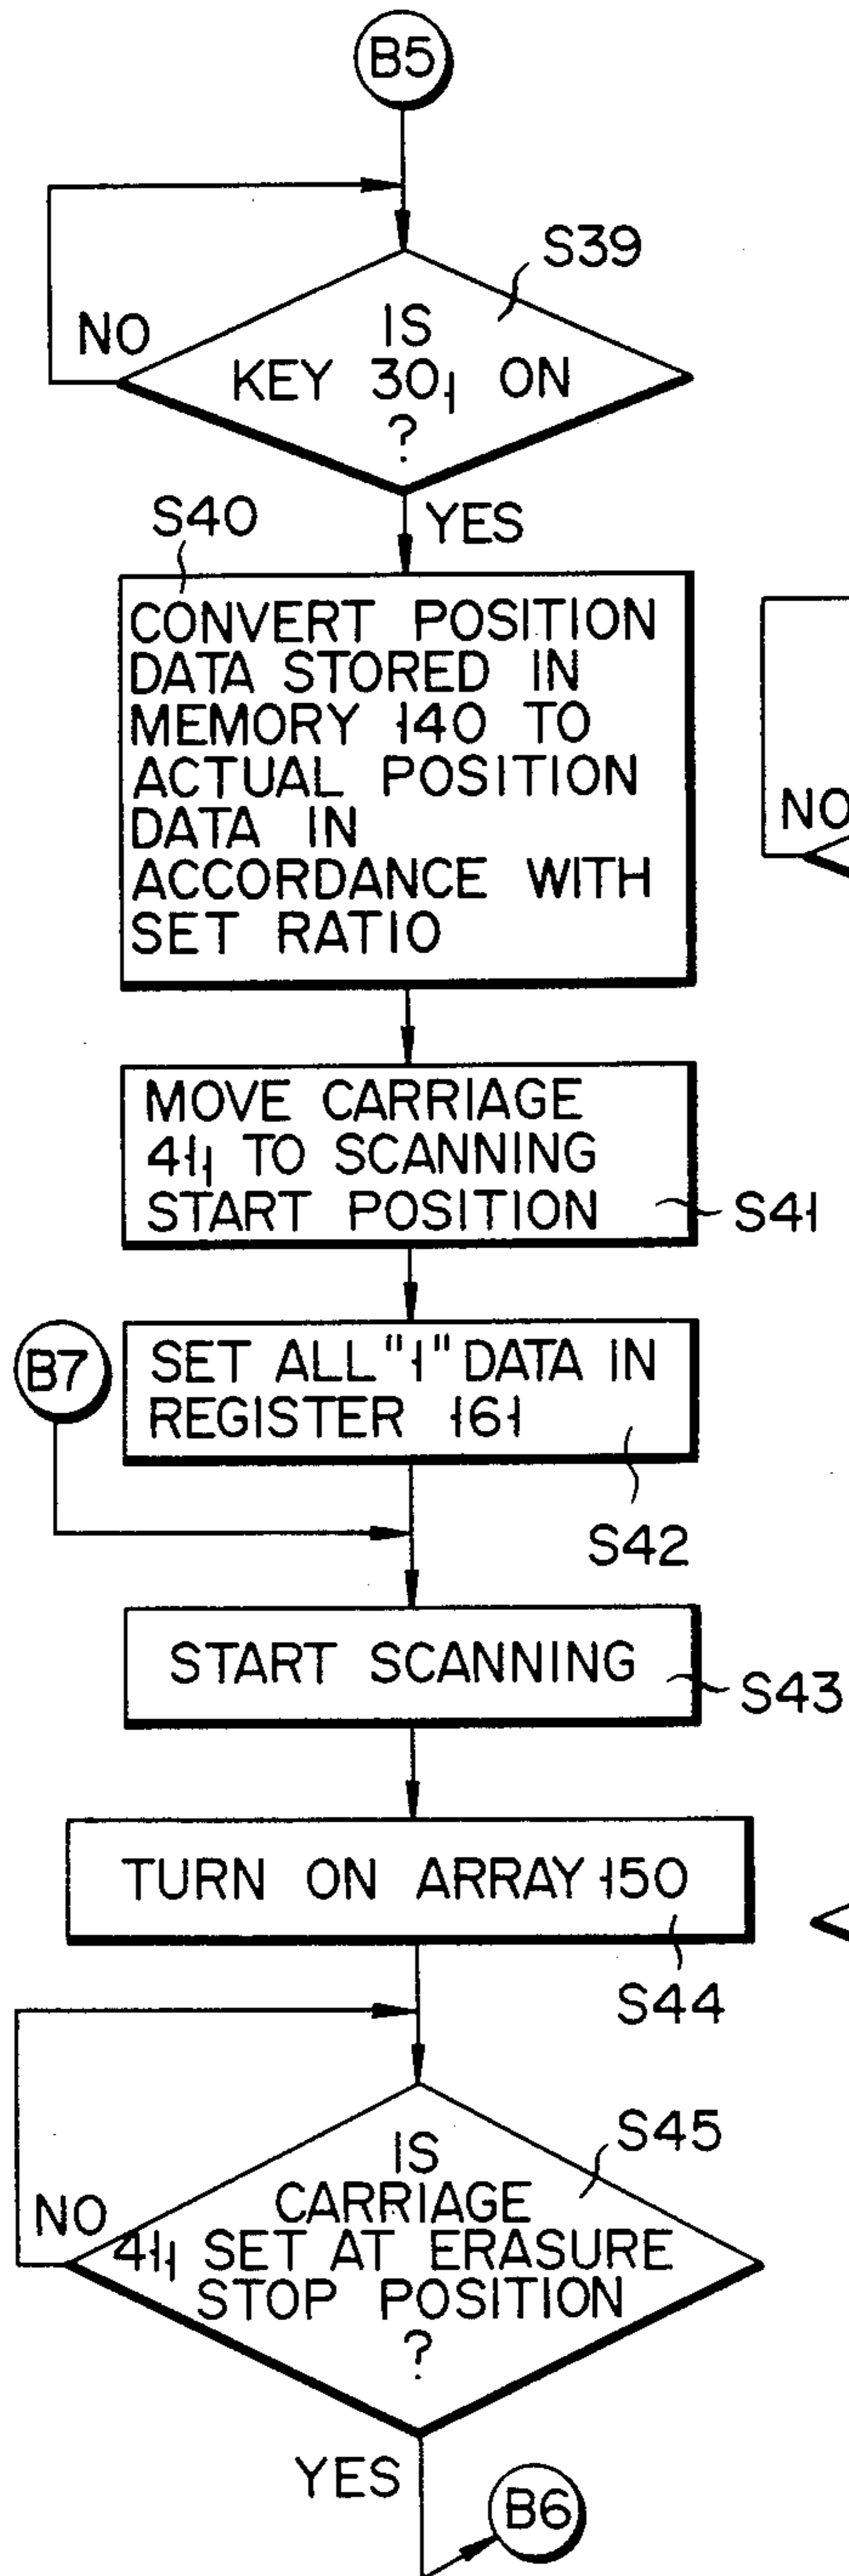 B5
S39
NO
IS
KEY 30₁ ON
?
YES
S40
CONVERT POSITION
DATA STORED IN
MEMORY 140 TO
ACTUAL POSITION
DATA IN
ACCORDANCE WITH
SET RATIO
NO
MOVE CARRIAGE
41₁ TO SCANNING
START POSITION
S41
B7
SET ALL "1" DATA IN
REGISTER 161
S42
START SCANNING
S43
TURN ON ARRAY 150
S44
S45
NO
IS
CARRIAGE
41₁ SET AT ERASURE
STOP POSITION
?
YES
B6